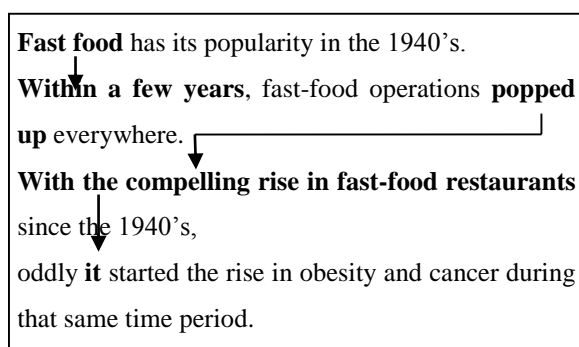 Fast food has its popularity in the 1940’s.
Within a few years, fast-food operations popped
up everywhere.
With the compelling rise in fast-food restaurants
since the 1940’s,
oddly it started the rise in obesity and cancer during
that same time period.